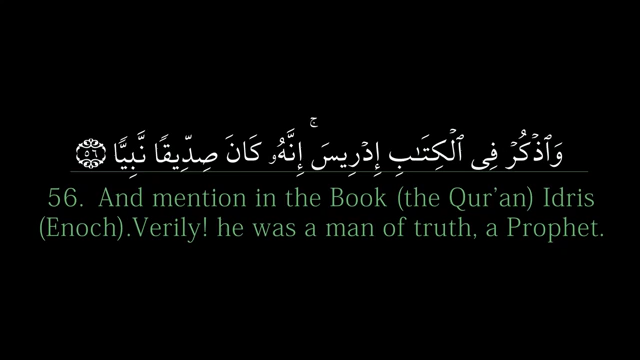 وَٱذۡكُرۡ فِي ٱلۡكِتَٰبِ إِدۡرِيسَۚ إِنَّهُۥ كَانَ صِدِّيقٗا نَّبِيّٗا ٥٦
56. And mention in the Book (the Qur’an) Idris
(Enoch).Verily! he was a man of truth, a Prophet.